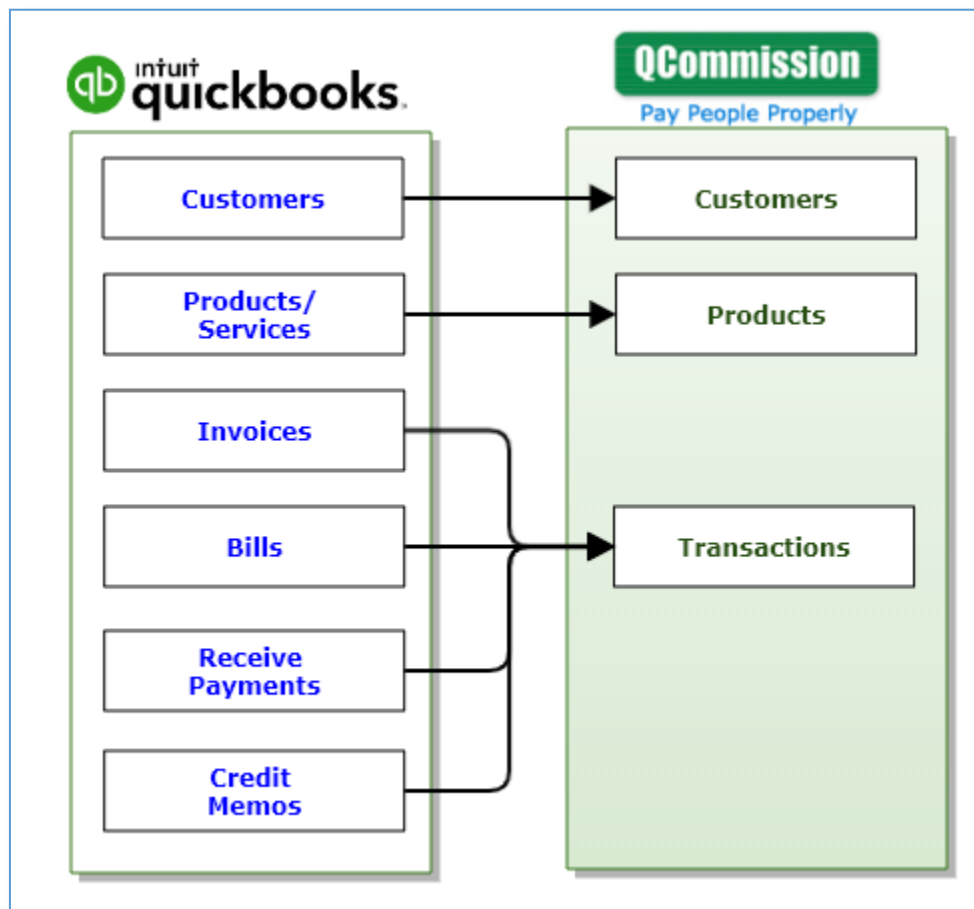 intuit
quickbooks.
QCommission
Pay People Properly
Customers
Products/
Services
Invoices
Bills
Receive
Payments
Credit
Memos
Customers
Products
Transactions